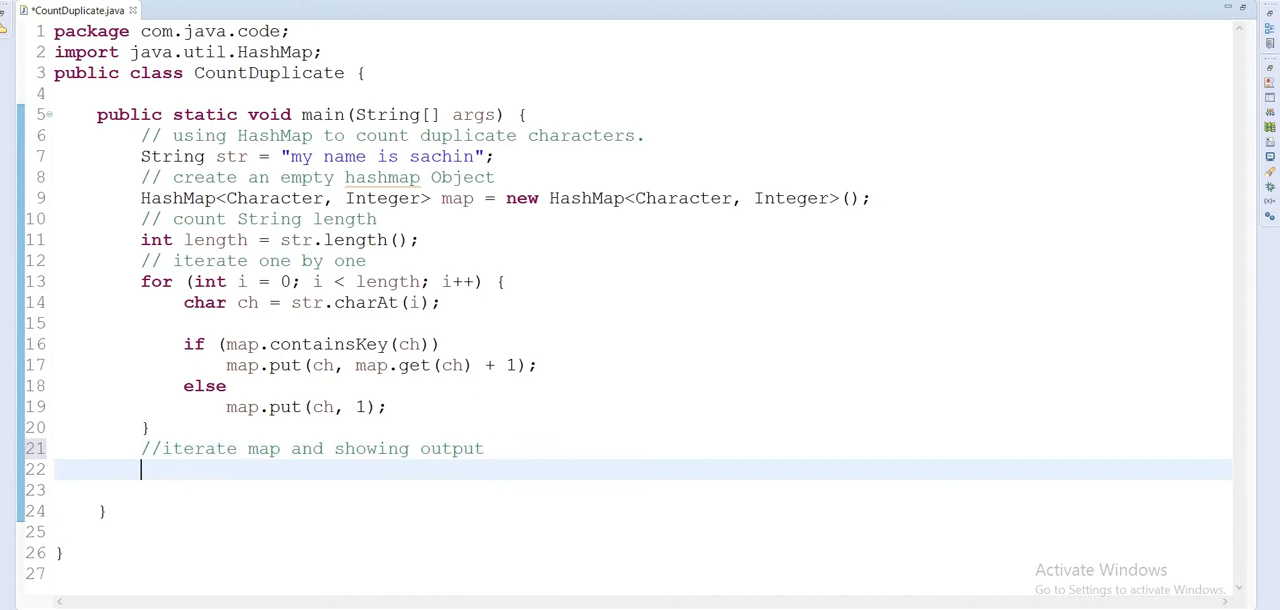 *CountDuplicate.java
1 package com.java.code;
2 import java.util.HashMap;
3 public class CountDuplicate {
4
5 public static void main(String[] args) {
6 // using HashMap to count duplicate characters.
7 String str = "my name is sachin";
8 // create an empty hashmap Object
9 HashMap<Character, Integer> map = new HashMap<Character, Integer>();
10 // count String length
11 int length = str.length();
12 // iterate one by one
13 for (int i = 0; i < length; i++) {
14 char ch = str.charAt(i);
15
16 if (map.containsKey(ch))
17 map.put(ch, map.get(ch) + 1);
18 else
19 map.put(ch, 1);
20 }
21 //iterate map and showing output
22
23
24 }
25
26 }
27
Activate Windows
Go to Settings to activate Windows.